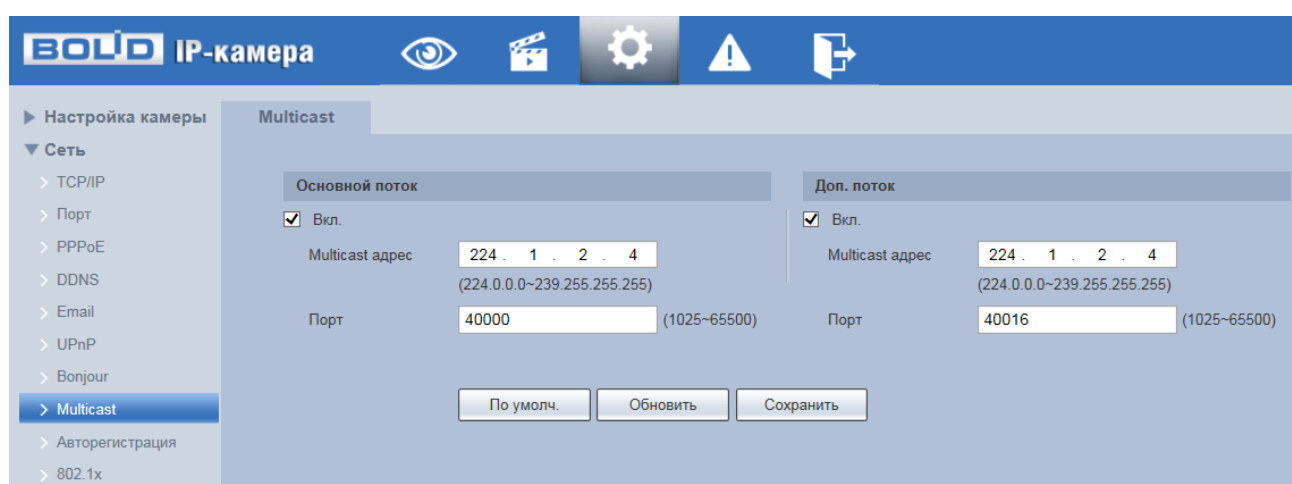 BOLID IP-камера
Настройка камеры
Multicast
Сеть
TCP/IP
Основной поток
Доп. поток
Порт
Вкл.
Вкл.
PPPoE
Multicast адрес
224 . 1 . 2 . 4
Multicast адрес
224 . 1 . 2 . 4
DDNS
(224.0.0.0~239.255.255.255)
(224.0.0.0~239.255.255.255)
Email
Порт
40000
(1025~65500)
Порт
40016
(1025~65500)
UPnP
Bonjour
Multicast
По умолч.
Обновить
Сохранить
Авторегистрация
802.1x